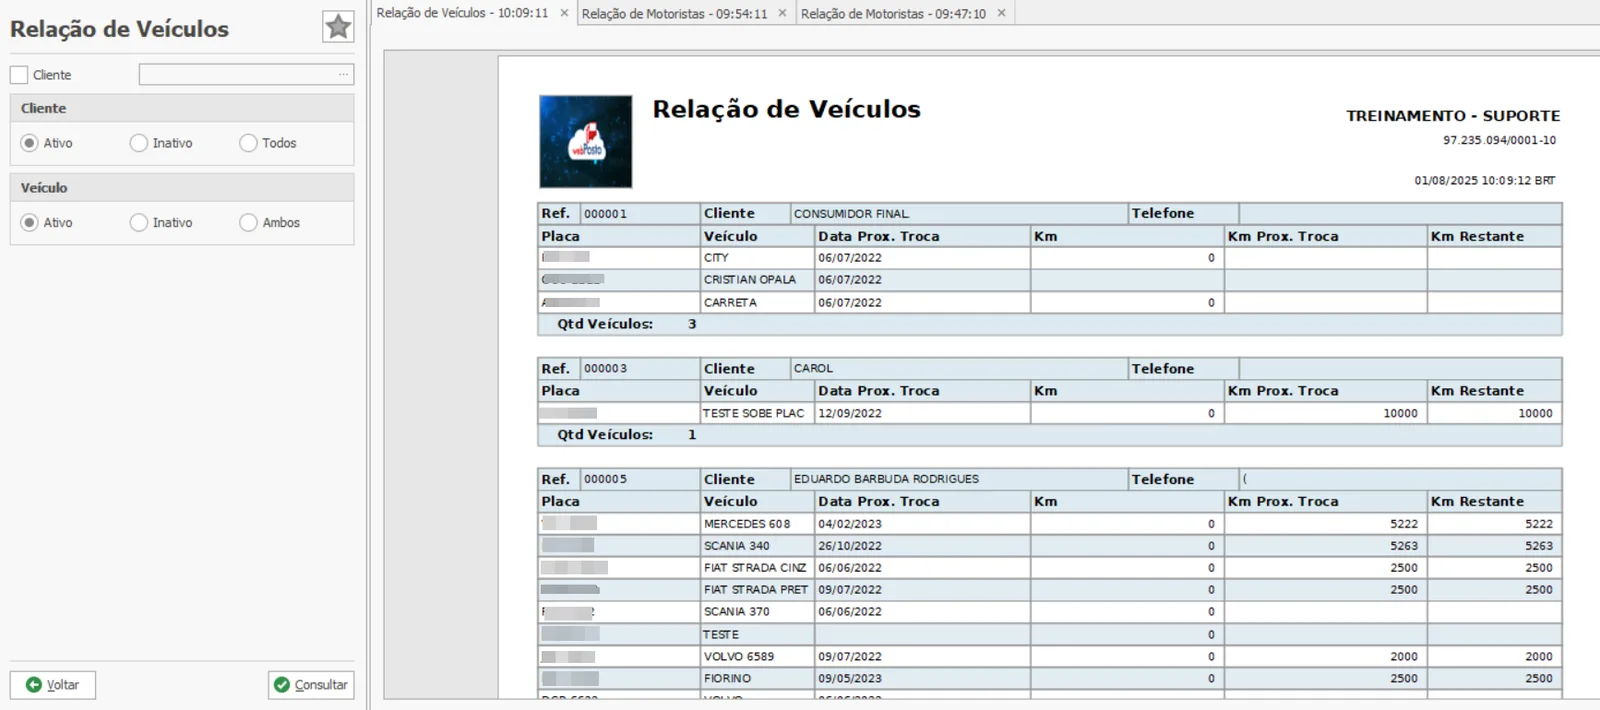 Relação de Veículos
Cliente ...
Cliente
Ativo Inativo Todos
Veículo
Ativo Inativo Ambos
Voltar Consultar
Relação de Veículos - 10:09:11 × Relação de Motoristas - 09:54:11 × Relação de Motoristas - 09:47:10 ×
webPosto
Relação de Veículos
TREINAMENTO - SUPORTE
97.235.094/0001-10
01/08/2025 10:09:12 BRT
Ref. 000001 Cliente CONSUMIDOR FINAL Telefone
Placa Veículo Data Prox. Troca Km Km Prox. Troca Km Restante
CITY 06/07/2022 0
CRISTIAN OPALA 06/07/2022
CARRETA 06/07/2022 0
Qtd Veículos: 3
Ref. 000003 Cliente CAROL Telefone
Placa Veículo Data Prox. Troca Km Km Prox. Troca Km Restante
TESTE SOBE PLAC 12/09/2022 0 10000 10000
Qtd Veículos: 1
Ref. 000005 Cliente EDUARDO BARBUDA RODRIGUES Telefone (
Placa Veículo Data Prox. Troca Km Km Prox. Troca Km Restante
MERCEDES 608 04/02/2023 0 5222 5222
SCANIA 340 26/10/2022 0 5263 5263
FIAT STRADA CINZ 06/06/2022 0 2500 2500
FIAT STRADA PRET 09/07/2022 0 2500 2500
SCANIA 370 06/06/2022 0
TESTE 0
VOLVO 6589 09/07/2022 0 2000 2000
FIORINO 09/05/2023 0 2500 2500